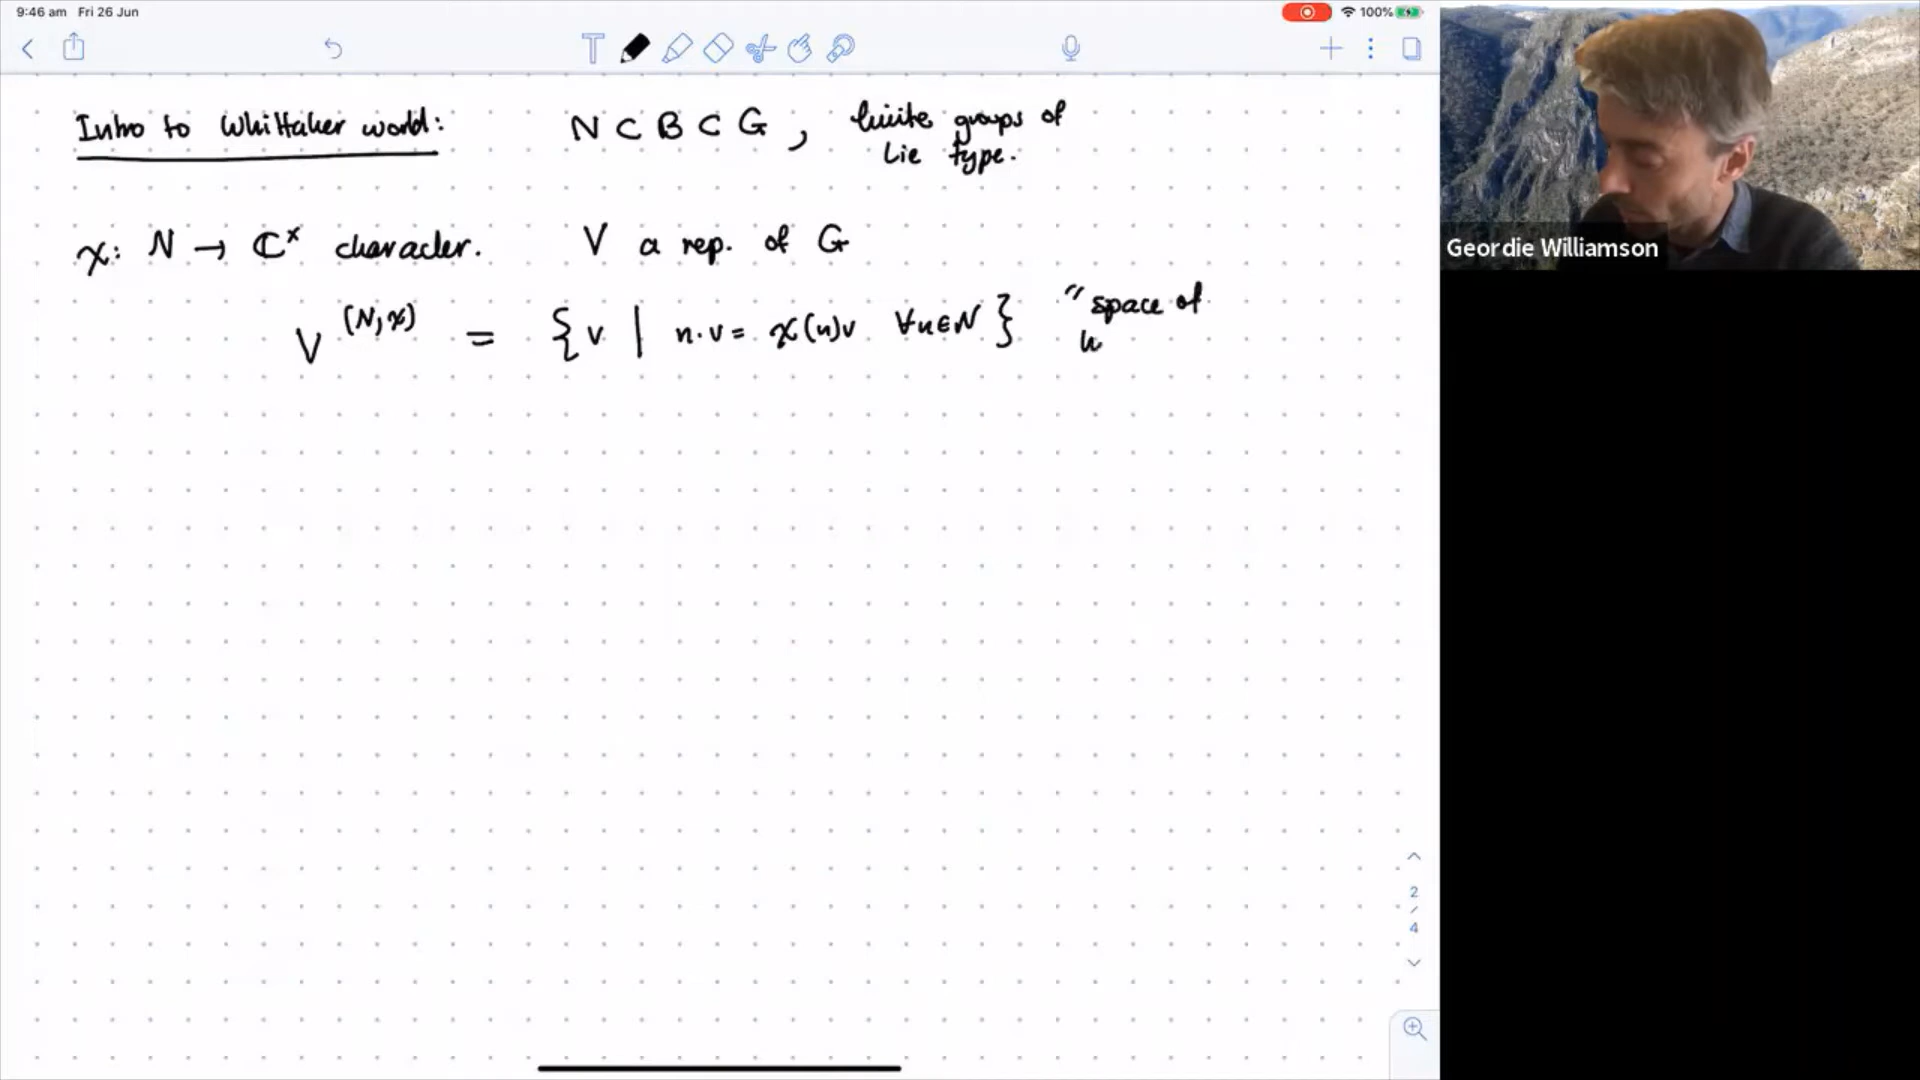 9:46 am Fri 26 Jun
100%
Intro to Whittaker world: N ⊂ B ⊂ G, finite groups of
Lie type.
χ: N → ℂ^× character. V a rep. of G
V^(N,χ) = { v | n·v = χ(n)v ∀n∈N } "space of
Geordie Williamson
2
/
4